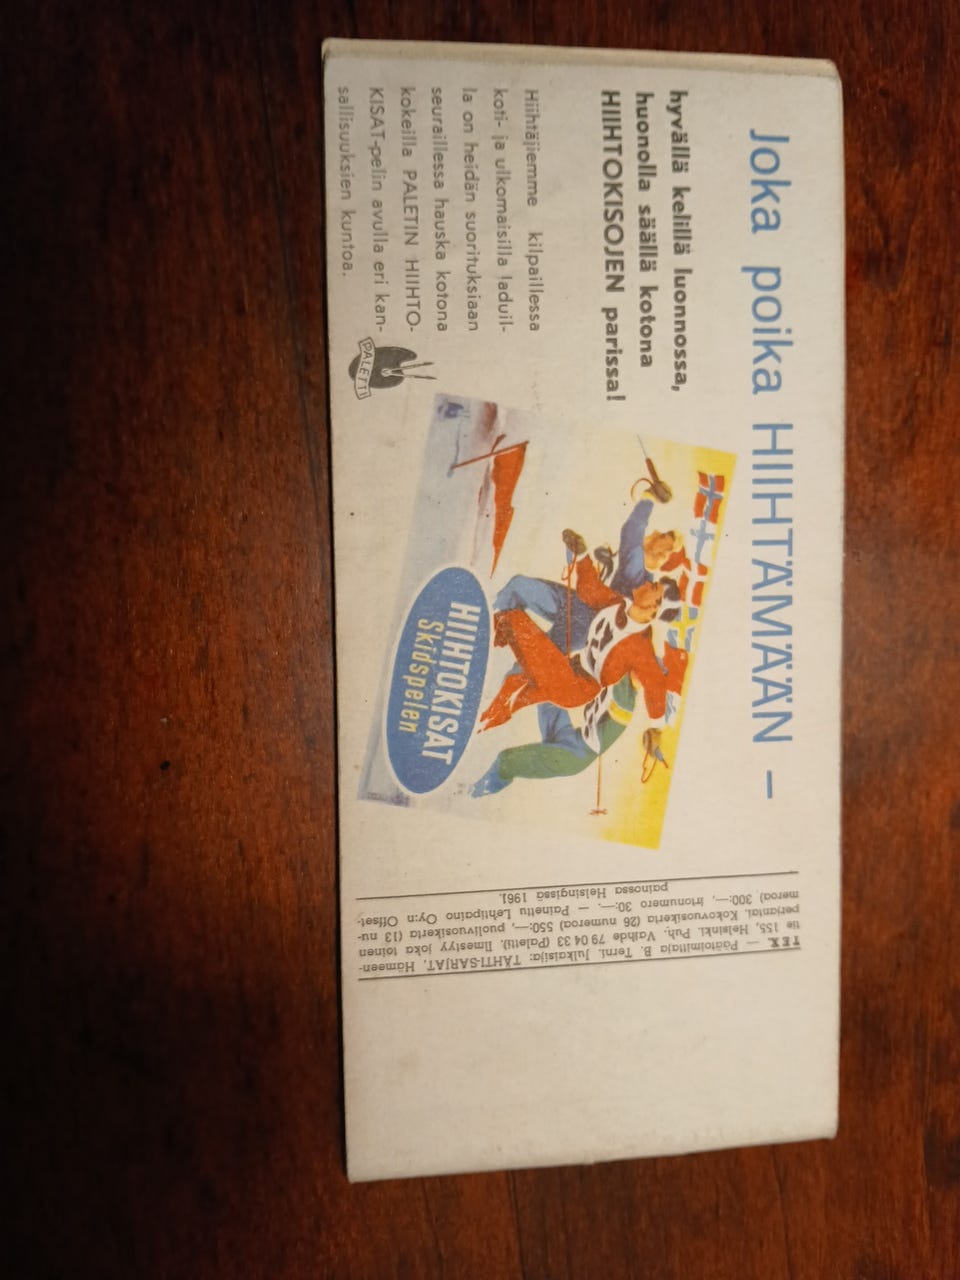 Joka poika HIIHTÄMÄÄN –
hyvällä kelillä luonnossa,
huonolla säällä kotona
HIIHTOKISOJEN parissa!
Hiihtäjiemme kilpaillessa
koti- ja ulkomaisilla laduil-
la on heidän suorituksiaan
seuraillessa hauska kotona
kokeilla PALETIN HIIHTO-
KISAT-pelin avulla eri kan-
sallisuuksien kuntoa.
PALETTI
HIIHTOKISAT
Skidspelen
TEX. — Päätoimittaja B. Terni. Julkaisija: TÄHTI-SARJAT, Hämeen-
tie 155, Helsinki. Puh. Vaihde 79 04 33 (Paletti). Ilmestyy joka toinen
perjantai. Kokovuosikerta (26 numeroa) 550:—, puolivuosikerta (13 nu-
meroa) 300:—, irtonumero 30:—. — Painettu Lehtipaino Oy:n Offset-
painossa Helsingissä 1961.